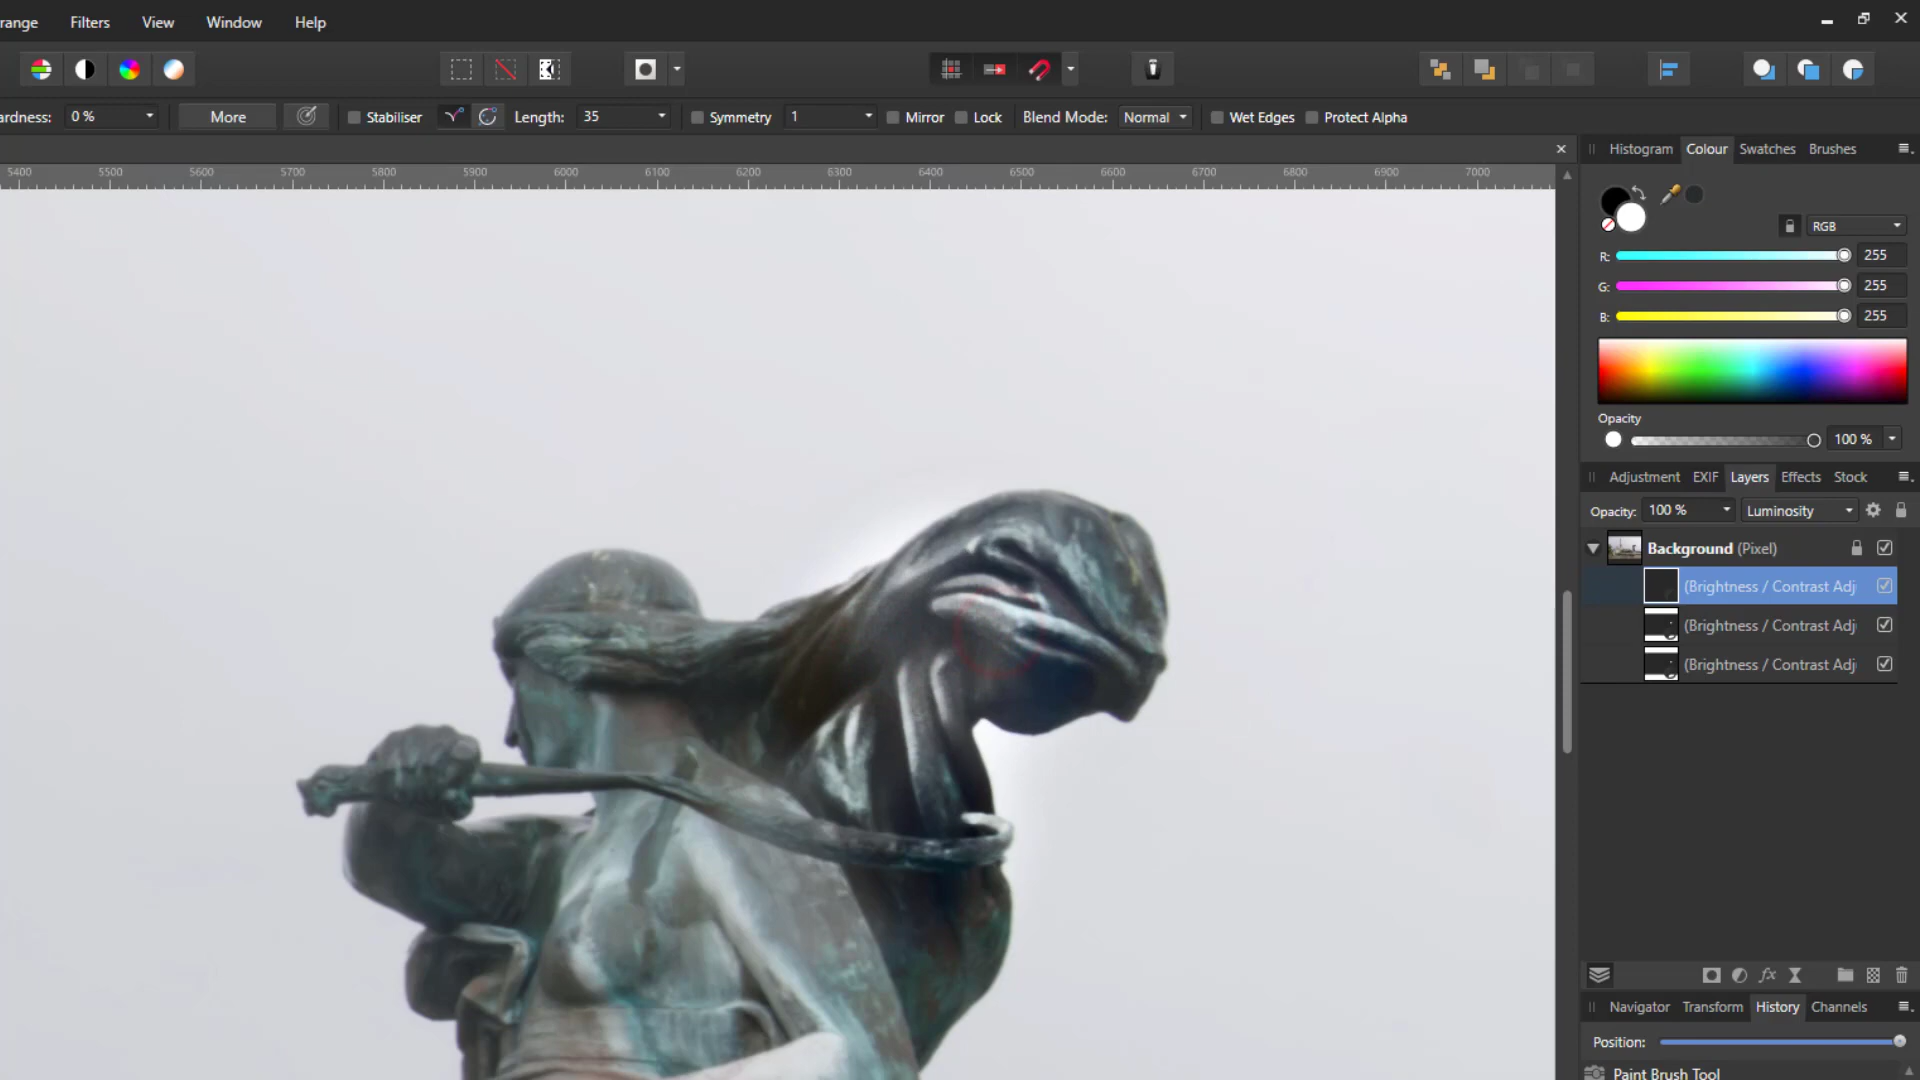 range Filters View Window Help
ardness: 0 % More Stabiliser Length: 35 Symmetry 1 Mirror Lock Blend Mode: Normal Wet Edges Protect Alpha
Histogram Colour Swatches Brushes
5400 5500 5600 5700 5800 5900 6000 6100 6200 6300 6400 6500 6600 6700 6800 6900 7000
RGB
R: 255
G: 255
B: 255
Opacity
100 %
Adjustment EXIF Layers Effects Stock
Opacity: 100 % Luminosity
Background (Pixel)
(Brightness / Contrast Adj
(Brightness / Contrast Adj
(Brightness / Contrast Adj
fx
Navigator Transform History Channels
Position:
Paint Brush Tool